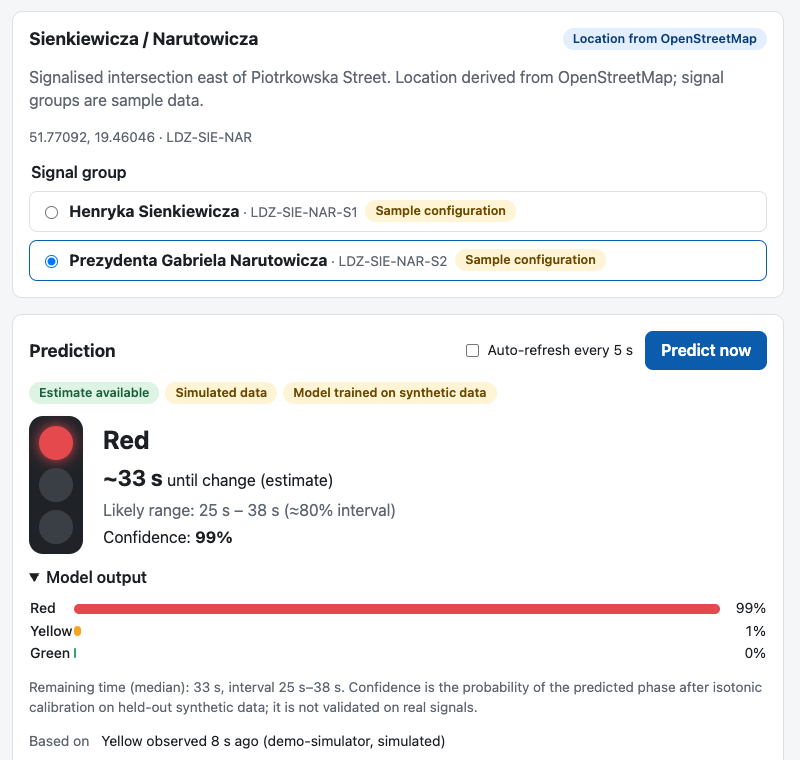 Sienkiewicza / Narutowicza
Location from OpenStreetMap
Signalised intersection east of Piotrkowska Street. Location derived from OpenStreetMap; signal
groups are sample data.
51.77092, 19.46046 · LDZ-SIE-NAR
Signal group
Henryka Sienkiewicza · LDZ-SIE-NAR-S1 Sample configuration
Prezydenta Gabriela Narutowicza · LDZ-SIE-NAR-S2 Sample configuration
Prediction
Auto-refresh every 5 s
Predict now
Estimate available
Simulated data
Model trained on synthetic data
Red
~33 s until change (estimate)
Likely range: 25 s – 38 s (≈80% interval)
Confidence: 99%
▼ Model output
Red 99%
Yellow 1%
Green 0%
Remaining time (median): 33 s, interval 25 s–38 s. Confidence is the probability of the predicted phase after isotonic
calibration on held-out synthetic data; it is not validated on real signals.
Based on Yellow observed 8 s ago (demo-simulator, simulated)